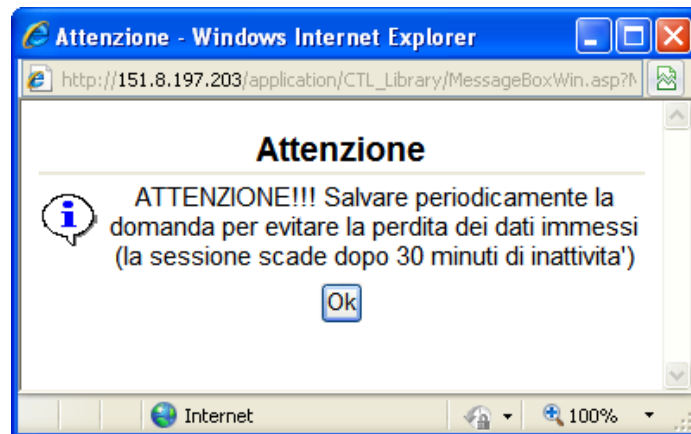 Attenzione - Windows Internet Explorer
http://151.8.197.203/application/CTL_Library/MessageBoxWin.asp?
Attenzione
ATTENZIONE!!! Salvare periodicamente la
domanda per evitare la perdita dei dati immessi
(la sessione scade dopo 30 minuti di inattivita')
Ok
Internet
100%